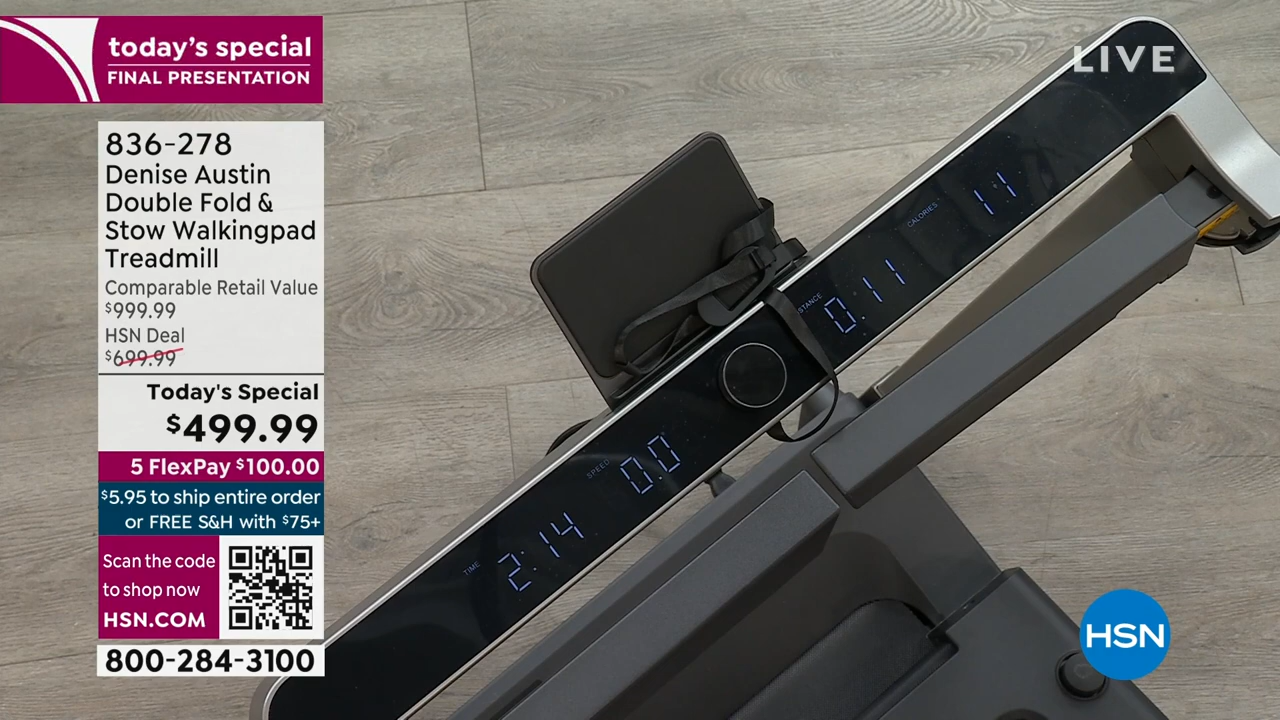 today's special
FINAL PRESENTATION
LIVE
836-278
Denise Austin
Double Fold &
Stow Walkingpad
Treadmill
Comparable Retail Value
$999.99
HSN Deal
$699.99
Today's Special
$499.99
5 FlexPay $100.00
$5.95 to ship entire order
or FREE S&H with $75+
Scan the code
to shop now
HSN.COM
800-284-3100
TIME 2:14
SPEED 0.0
STANCE 0.11
CALORIES 11
HSN